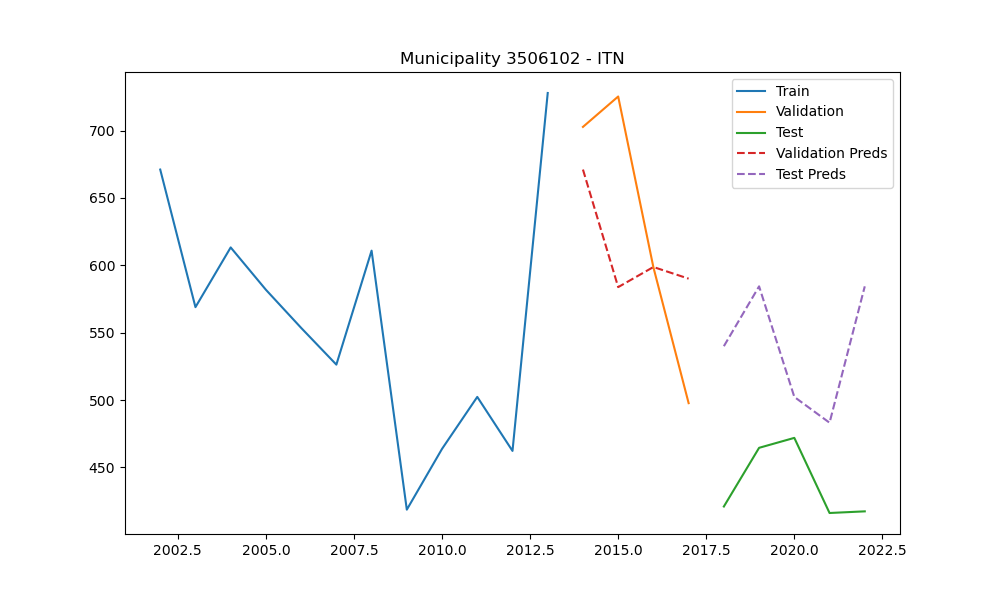 Municipality 3506102 - ITN
Train
Validation
Test
Validation Preds
Test Preds
700
650
600
550
500
450
2002.5 2005.0 2007.5 2010.0 2012.5 2015.0 2017.5 2020.0 2022.5